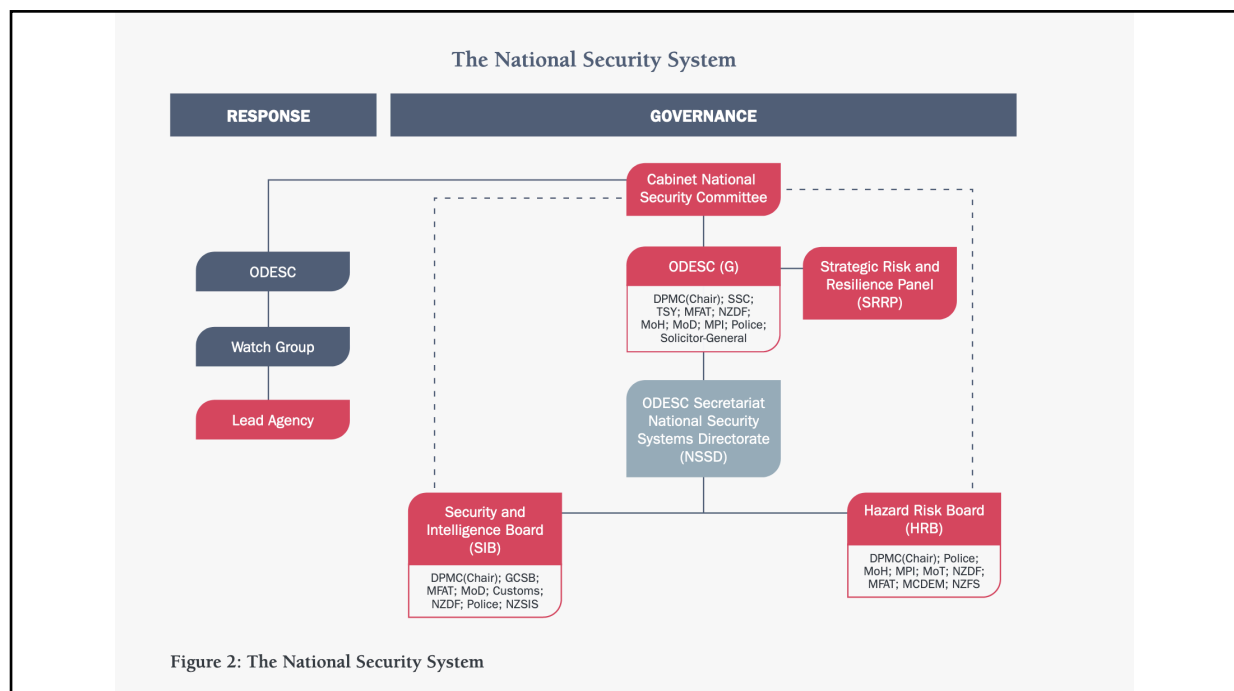 The National Security System
RESPONSE
GOVERNANCE
Cabinet National
Security Committee
ODESC
Watch Group
Lead Agency
ODESC (G)
DPMC(Chair); SSC;
TSY; MFAT; NZDF;
MoH; MoD; MPI; Police;
Solicitor-General
Strategic Risk and
Resilience Panel
(SRRP)
ODESC Secretariat
National Security
Systems Directorate
(NSSD)
Security and
Intelligence Board
(SIB)
DPMC(Chair); GCSB;
MFAT; MoD; Customs;
NZDF; Police; NZSIS
Hazard Risk Board
(HRB)
DPMC(Chair); Police;
MoH; MPI; MoT; NZDF;
MFAT; MCDEM; NZFS
Figure 2: The National Security System